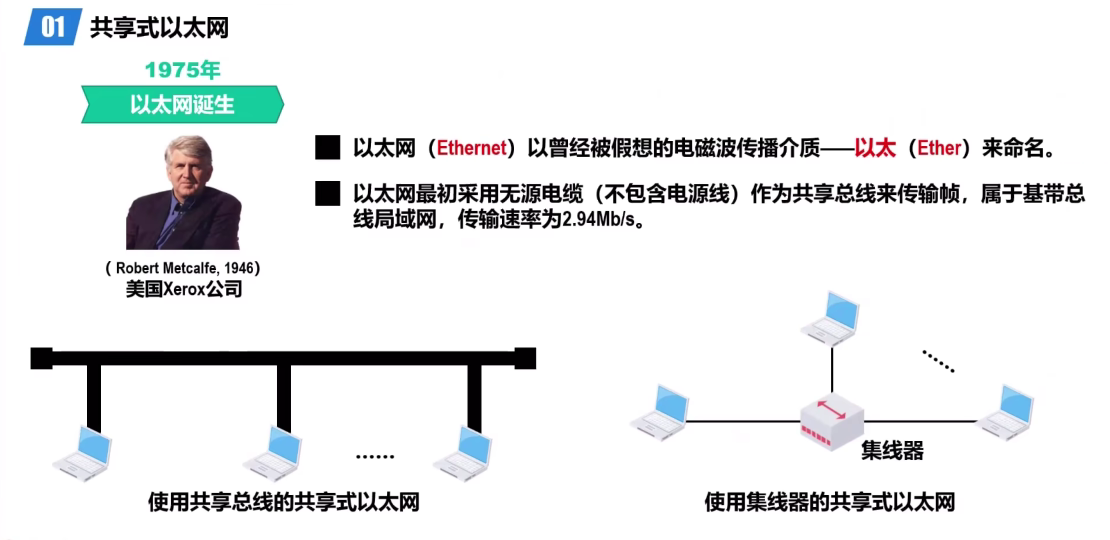 01 共享式以太网
1975年
以太网诞生
以太网（Ethernet）以曾经被假想的电磁波传播介质——以太（Ether）来命名。
以太网最初采用无源电缆（不包含电源线）作为共享总线来传输帧，属于基带总
线局域网，传输速率为2.94Mb/s。
（ Robert Metcalfe, 1946）
美国Xerox公司
......
使用共享总线的共享式以太网
......
集线器
使用集线器的共享式以太网